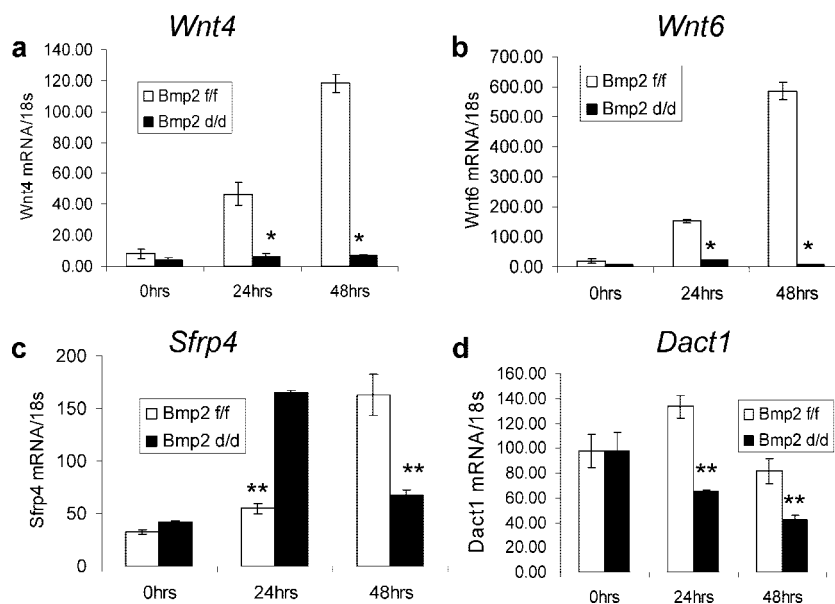 a
Wnt4
Wnt4 mRNA/18s
140.00
120.00
100.00
80.00
60.00
40.00
20.00
0.00
Bmp2 f/f
Bmp2 d/d
*
*
0hrs 24hrs 48hrs
b
Wnt6
Wnt6 mRNA/18s
700.00
600.00
500.00
400.00
300.00
200.00
100.00
0.00
Bmp2 f/f
Bmp2 d/d
*
*
0hrs 24hrs 48hrs
c
Sfrp4
Sfrp4 mRNA/18s
200
150
100
50
0
Bmp2 f/f
Bmp2 d/d
**
**
0hrs 24hrs 48hrs
d
Dact1
Dact1 mRNA/18s
160.00
140.00
120.00
100.00
80.00
60.00
40.00
20.00
0.00
Bmp2 f/f
Bmp2 d/d
**
**
0hrs 24hrs 48hrs